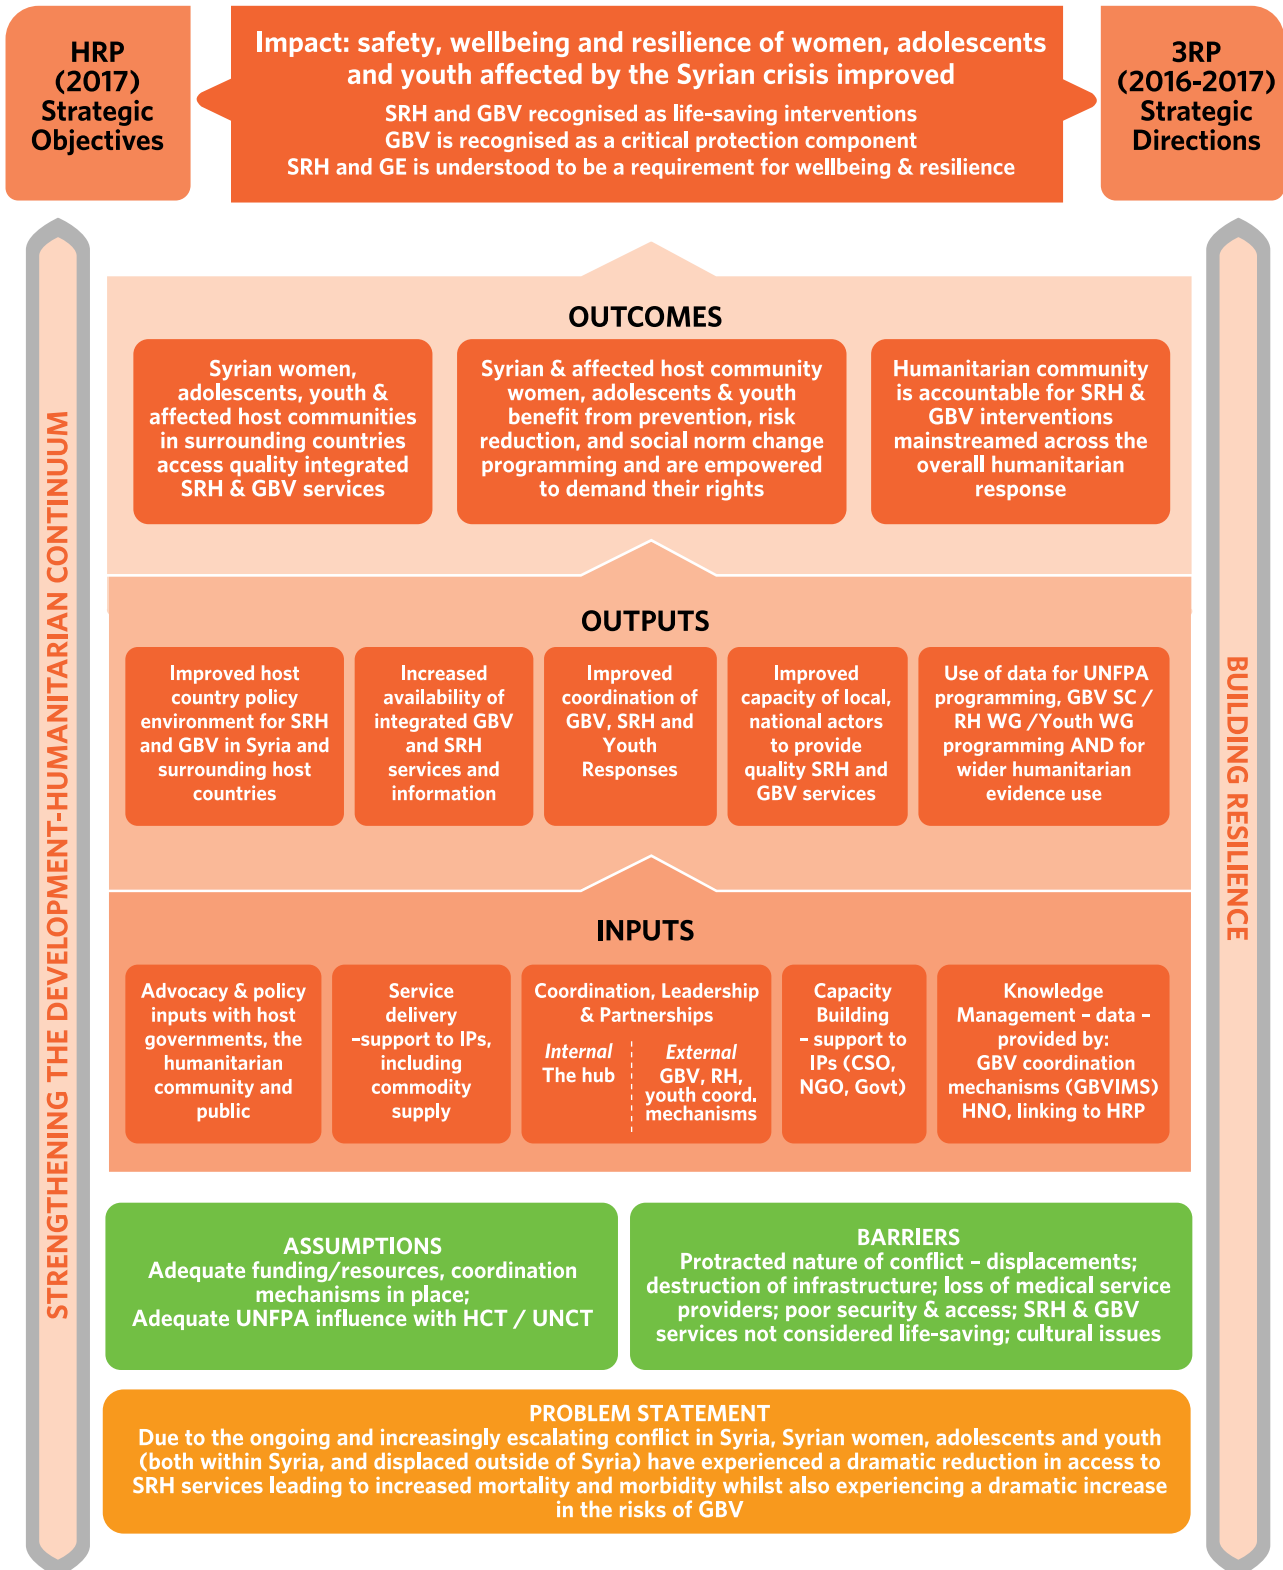 HRP
(2017)
Strategic
Objectives
Impact: safety, wellbeing and resilience of women, adolescents
and youth affected by the Syrian crisis improved
SRH and GBV recognised as life-saving interventions
GBV is recognised as a critical protection component
SRH and GE is understood to be a requirement for wellbeing & resilience
3RP
(2016-2017)
Strategic
Directions
STRENGTHENING THE DEVELOPMENT-HUMANITARIAN CONTINUUM
OUTCOMES
Syrian women,
adolescents, youth &
affected host communities
in surrounding countries
access quality integrated
SRH & GBV services
Syrian & affected host community
women, adolescents & youth
benefit from prevention, risk
reduction, and social norm change
programming and are empowered
to demand their rights
Humanitarian community
is accountable for SRH &
GBV interventions
mainstreamed across the
overall humanitarian
response
OUTPUTS
Improved host
country policy
environment for SRH
and GBV in Syria and
surrounding host
countries
Increased
availability of
integrated GBV
and SRH
services and
information
Improved
coordination of
GBV, SRH and
Youth
Responses
Improved
capacity of local,
national actors
to provide
quality SRH and
GBV services
Use of data for UNFPA
programming, GBV SC /
RH WG /Youth WG
programming AND for
wider humanitarian
evidence use
INPUTS
Advocacy & policy
inputs with host
governments, the
humanitarian
community and
public
Service
delivery
–support to IPs,
including
commodity
supply
Coordination, Leadership
& Partnerships
Internal
The hub
External
GBV, RH,
youth coord.
mechanisms
Capacity
Building
– support to
IPs (CSO,
NGO, Govt)
Knowledge
Management – data –
provided by:
GBV coordination
mechanisms (GBVIMS)
HNO, linking to HRP
BUILDING RESILIENCE
ASSUMPTIONS
Adequate funding/resources, coordination
mechanisms in place;
Adequate UNFPA influence with HCT / UNCT
BARRIERS
Protracted nature of conflict – displacements;
destruction of infrastructure; loss of medical service
providers; poor security & access; SRH & GBV
services not considered life-saving; cultural issues
PROBLEM STATEMENT
Due to the ongoing and increasingly escalating conflict in Syria, Syrian women, adolescents and youth
(both within Syria, and displaced outside of Syria) have experienced a dramatic reduction in access to
SRH services leading to increased mortality and morbidity whilst also experiencing a dramatic increase
in the risks of GBV